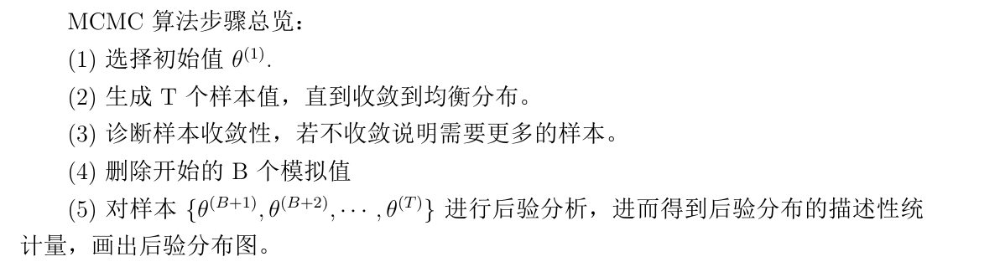 MCMC 算法步骤总览：
(1) 选择初始值 θ^(1).
(2) 生成 T 个样本值，直到收敛到均衡分布。
(3) 诊断样本收敛性，若不收敛说明需要更多的样本。
(4) 删除开始的 B 个模拟值
(5) 对样本 {θ^(B+1), θ^(B+2), ⋯ , θ^(T)} 进行后验分析，进而得到后验分布的描述性统
计量，画出后验分布图。